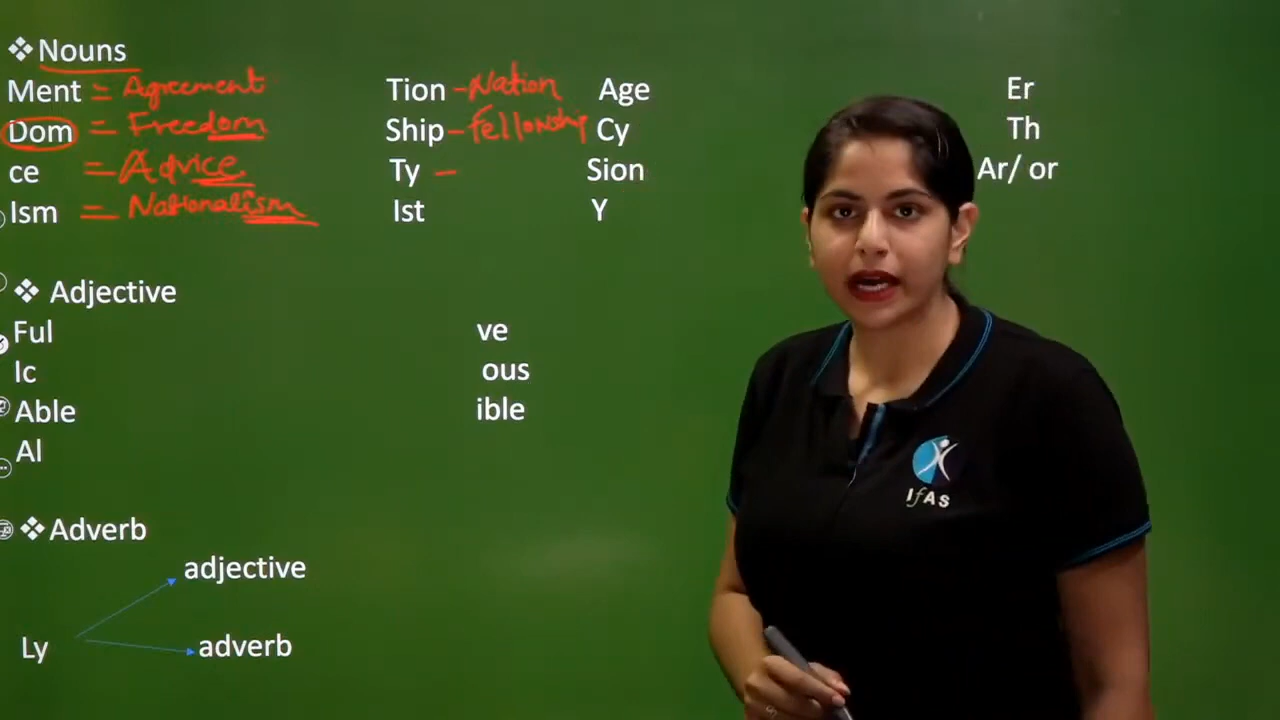 ❖ Nouns
Ment = Agreement Tion - Nation Age Er
Dom = Freedom Ship - fellowship Cy Th
ce = Advice Ty - Sion Ar/ or
Ism = Nationalism Ist Y
❖ Adjective
Ful ve
Ic ous
Able ible
Al
IfAS
❖ Adverb
adjective
Ly adverb